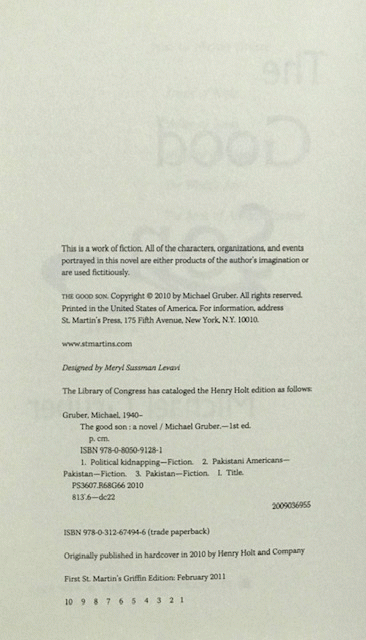 This is a work of fiction. All of the characters, organizations, and events
portrayed in this novel are either products of the author's imagination or
are used fictitiously.
THE GOOD SON. Copyright © 2010 by Michael Gruber. All rights reserved.
Printed in the United States of America. For information, address
St. Martin's Press, 175 Fifth Avenue, New York, N.Y. 10010.
www.stmartins.com
Designed by Meryl Sussman Levavi
The Library of Congress has cataloged the Henry Holt edition as follows:
Gruber, Michael, 1940–
The good son : a novel / Michael Gruber.—1st ed.
p. cm.
ISBN 978-0-8050-9128-1
1. Political kidnapping—Fiction. 2. Pakistani Americans—
Pakistan—Fiction. 3. Pakistan—Fiction. I. Title.
PS3607.R68G66 2010
813'.6—dc22
2009036955
ISBN 978-0-312-67494-6 (trade paperback)
Originally published in hardcover in 2010 by Henry Holt and Company
First St. Martin's Griffin Edition: February 2011
10 9 8 7 6 5 4 3 2 1